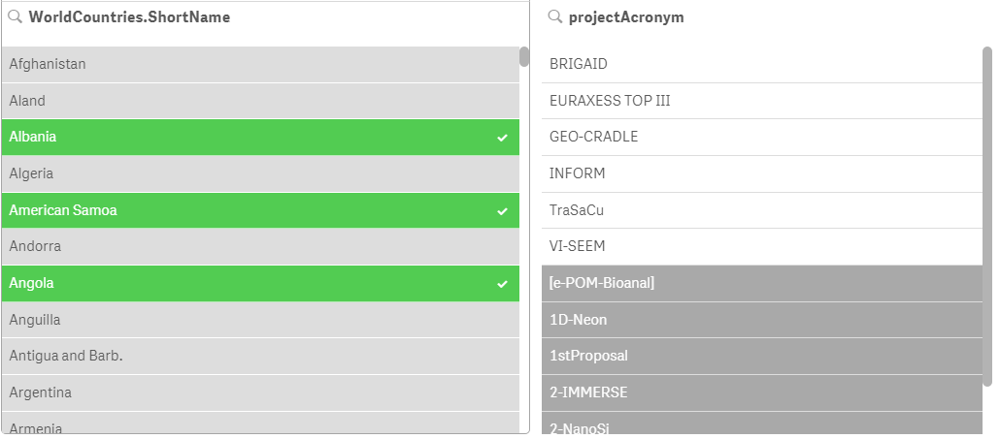 WorldCountries.ShortName
Afghanistan
Aland
Albania
Algeria
American Samoa
Andorra
Angola
Anguilla
Antigua and Barb.
Argentina
Armenia
projectAcronym
BRIGAID
EURAXESS TOP III
GEO-CRADLE
INFORM
TraSaCu
VI-SEEM
[e-POM-Bioanal]
1D-Neon
1stProposal
2-IMMERSE
2-NanoSi